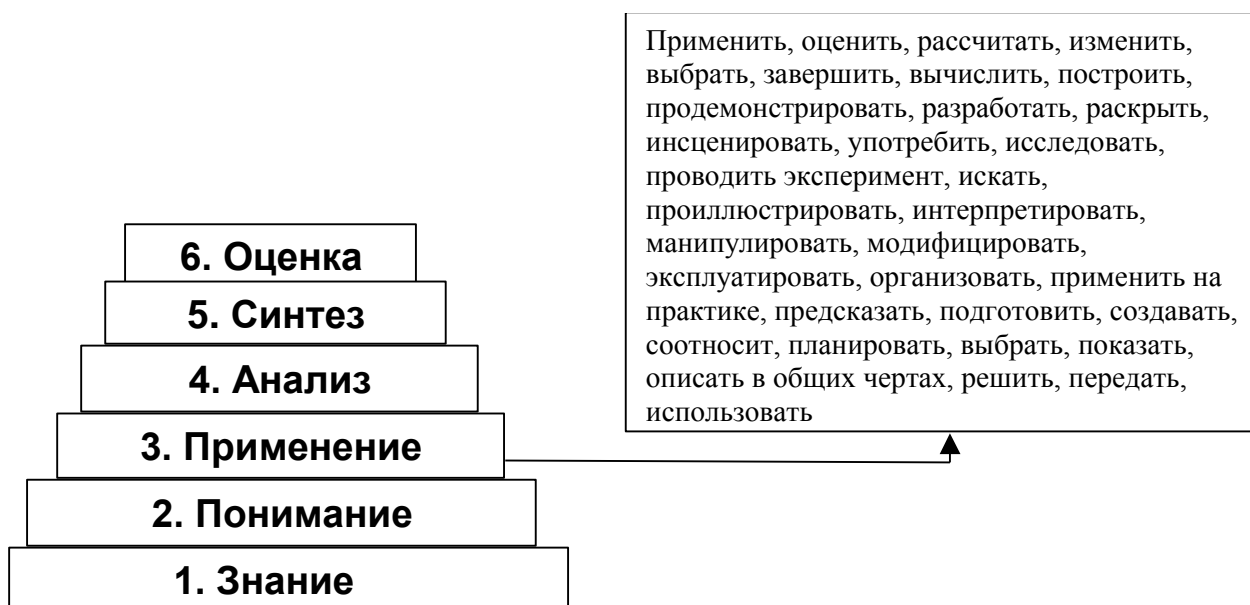 Применить, оценить, рассчитать, изменить,
выбрать, завершить, вычислить, построить,
продемонстрировать, разработать, раскрыть,
инсценировать, употребить, исследовать,
проводить эксперимент, искать,
проиллюстрировать, интерпретировать,
манипулировать, модифицировать,
эксплуатировать, организовать, применить на
практике, предсказать, подготовить, создавать,
соотносит, планировать, выбрать, показать,
описать в общих чертах, решить, передать,
использовать
6. Оценка
5. Синтез
4. Анализ
3. Применение
2. Понимание
1. Знание